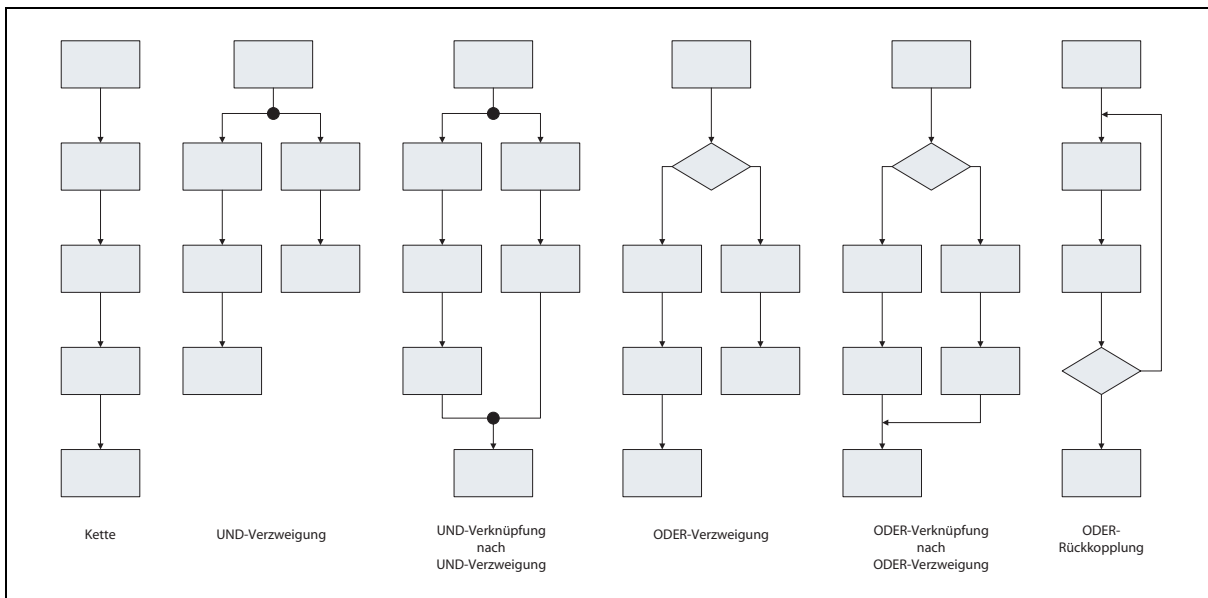 Kette
UND-Verzweigung
UND-Verknüpfung
nach
UND-Verzweigung
ODER-Verzweigung
ODER-Verknüpfung
nach
ODER-Verzweigung
ODER-
Rückkopplung